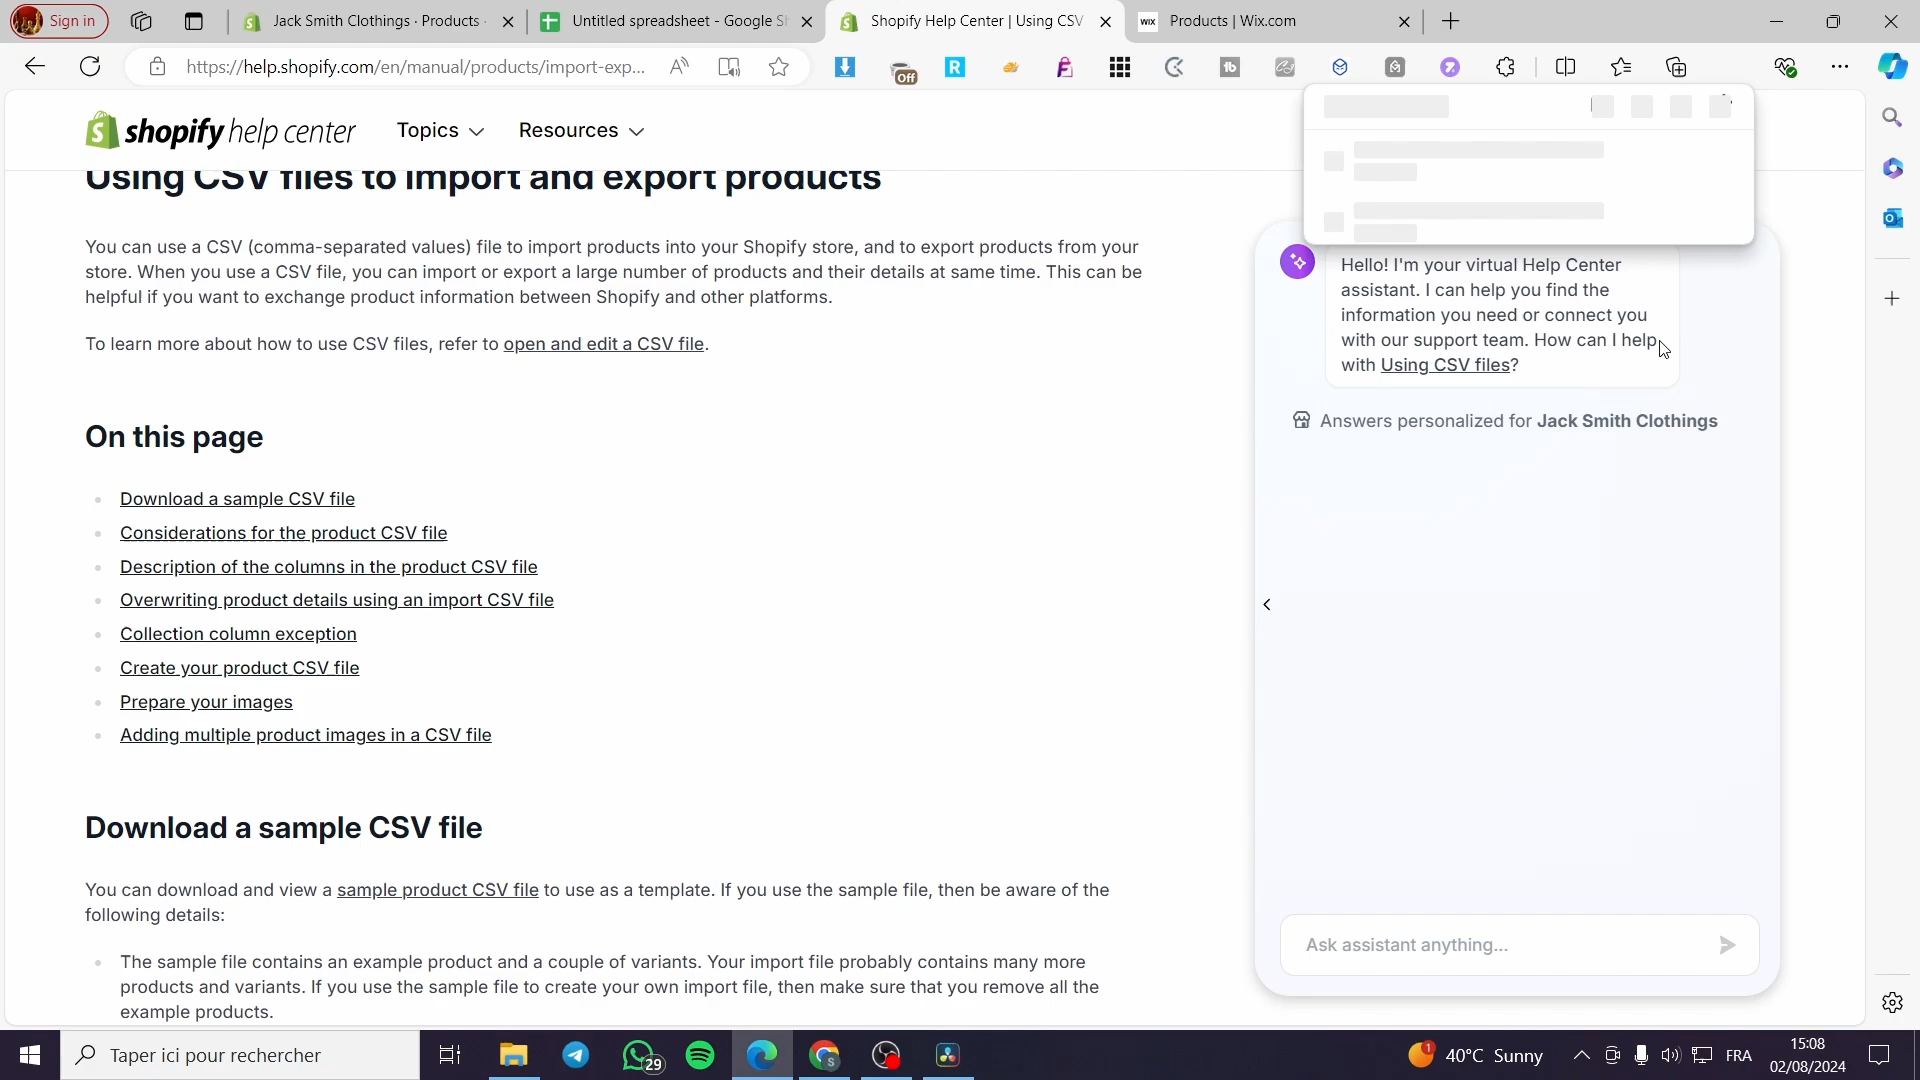 Sign in
Jack Smith Clothings · Products ·
Untitled spreadsheet - Google Sh
Shopify Help Center | Using CSV
WIX Products | Wix.com
https://help.shopify.com/en/manual/products/import-exp...
Off
shopify help center
Topics
Resources
Using CSV files to import and export products
You can use a CSV (comma-separated values) file to import products into your Shopify store, and to export products from your
store. When you use a CSV file, you can import or export a large number of products and their details at same time. This can be
helpful if you want to exchange product information between Shopify and other platforms.
To learn more about how to use CSV files, refer to open and edit a CSV file.
On this page
Download a sample CSV file
Considerations for the product CSV file
Description of the columns in the product CSV file
Overwriting product details using an import CSV file
Collection column exception
Create your product CSV file
Prepare your images
Adding multiple product images in a CSV file
Download a sample CSV file
You can download and view a sample product CSV file to use as a template. If you use the sample file, then be aware of the
following details:
The sample file contains an example product and a couple of variants. Your import file probably contains many more
products and variants. If you use the sample file to create your own import file, then make sure that you remove all the
example products.
Hello! I'm your virtual Help Center
assistant. I can help you find the
information you need or connect you
with our support team. How can I help
with Using CSV files?
Answers personalized for Jack Smith Clothings
Ask assistant anything...
Taper ici pour rechercher
29
1
40°C Sunny
FRA
15:08
02/08/2024